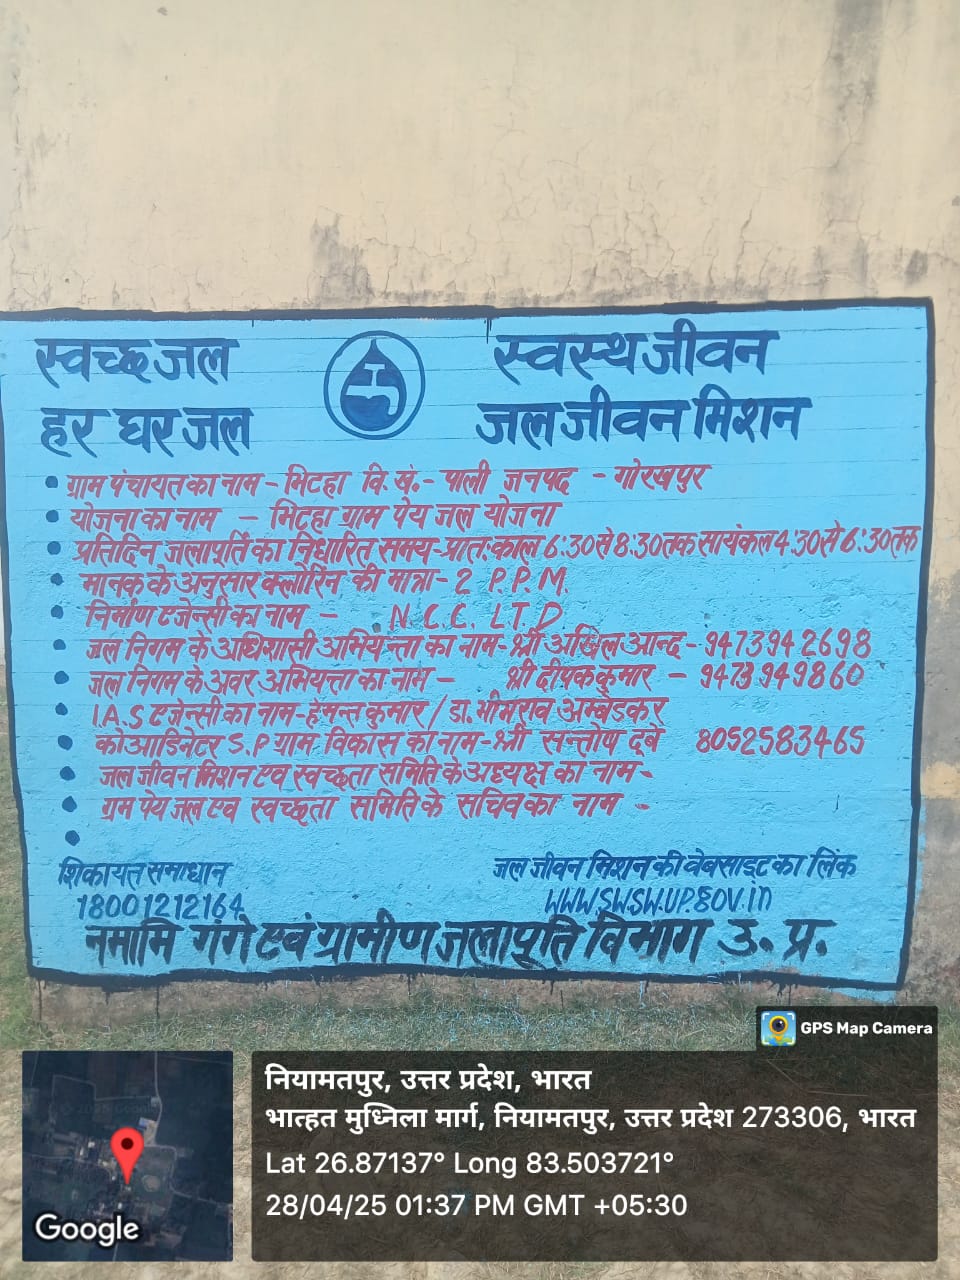 स्वच्छ जल
स्वस्थ जीवन
हर घर जल
जल जीवन मिशन
ग्राम पंचायत का नाम - भिटहा वि. खं. - पाली जनपद - गोरखपुर
योजना का नाम - भिटहा ग्राम पेय जल योजना
प्रतिदिन जलापूर्ति का निर्धारित समय - प्रातः काल 6:30 से 8:30 तक सायंकल 4:30 से 6:30 तक
मानक के अनुसार क्लोरिन की मात्रा - 2 P.P.M.
निर्माण एजेन्सी का नाम - N.C.C. LT.D.
जल निगम के अधिशासी अभियन्ता का नाम - श्री अखिल आन्द - 9473942698
जल निगम के अवर अभियन्ता का नाम - श्री दीपक कुमार - 9473949860
I.A.S एजेन्सी का नाम - हेमन्त कुमार / डा. भीमराव अम्बेडकर
कोआडिनेटर S.P ग्राम विकास का नाम - श्री सन्तोष दुबे 8052583465
जल जीवन मिशन एव स्वच्छता समिति के अध्यक्ष का नाम -
ग्रम पेय जल एव स्वच्छता समिति के सचिव का नाम -
शिकायत समाधान
जल जीवन मिशन की वेबसाइट का लिंक
18001212164
WWW.SWSW.UP.GOV.in
नमामि गंगे एवं ग्रामीण जलापूर्ति विभाग उ. प्र.
GPS Map Camera
नियामतपुर, उत्तर प्रदेश, भारत
भात्हत मुध्निला मार्ग, नियामतपुर, उत्तर प्रदेश 273306, भारत
Lat 26.87137° Long 83.503721°
28/04/25 01:37 PM GMT +05:30
Google